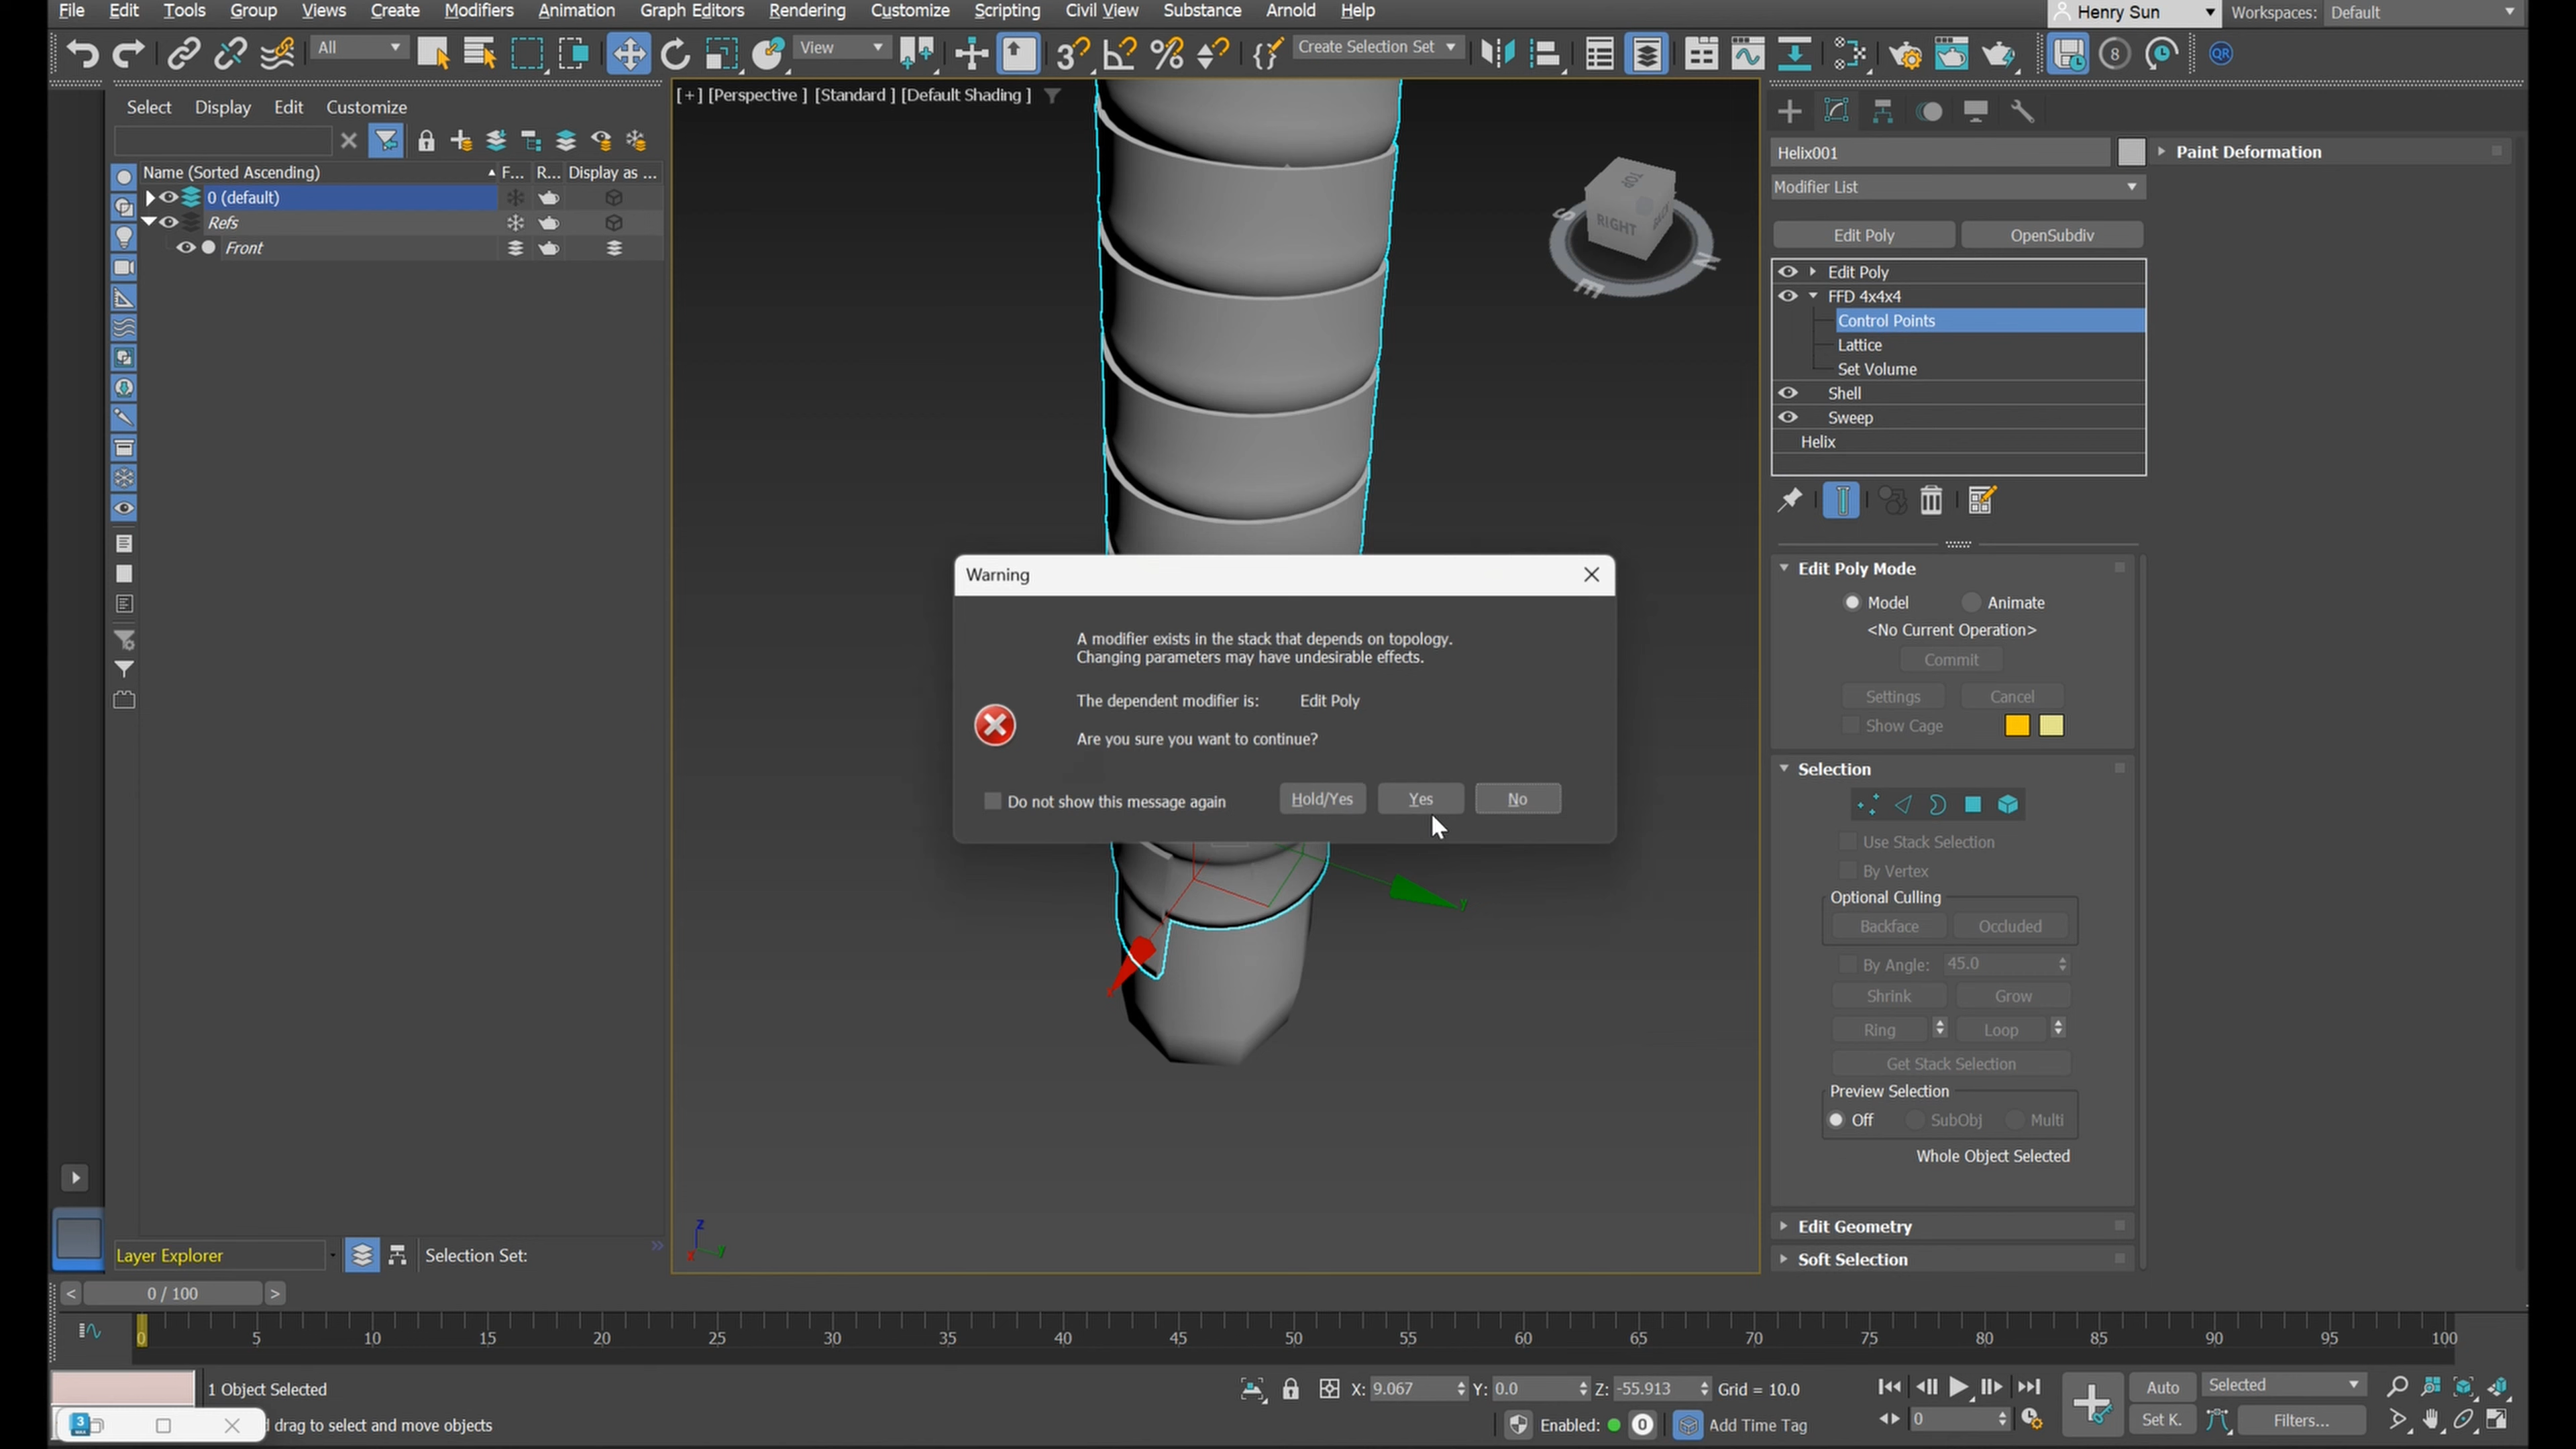 File Edit Tools Group Views Create Modifiers Animation Graph Editors Rendering Customize Scripting Civil View Substance Arnold Help
Henry Sun
Workspaces: Default
All
View
Create Selection Set
Select Display Edit Customize
Name (Sorted Ascending) F... R... Display as ...
0 (default)
Refs
Front
[+] [Perspective ] [Standard ] [Default Shading ]
TOP
RIGHT
BACK
S
E
N
Warning
A modifier exists in the stack that depends on topology.
Changing parameters may have undesirable effects.
The dependent modifier is: Edit Poly
Are you sure you want to continue?
Do not show this message again
Hold/Yes Yes No
y
z
x y
Helix001
Paint Deformation
Modifier List
Edit Poly OpenSubdiv
Edit Poly
FFD 4x4x4
Control Points
Lattice
Set Volume
Shell
Sweep
Helix
Edit Poly Mode
Model Animate
<No Current Operation>
Commit
Settings Cancel
Show Cage
Selection
Use Stack Selection
By Vertex
Optional Culling
Backface Occluded
By Angle: 45.0
Shrink Grow
Ring Loop
Get Stack Selection
Preview Selection
Off SubObj Multi
Whole Object Selected
Edit Geometry
Soft Selection
Layer Explorer
Selection Set:
< 0 / 100 >
0 5 10 15 20 25 30 35 40 45 50 55 60 65 70 75 80 85 90 95 100
1 Object Selected
X: 9.067 Y: 0.0 Z: -55.913 Grid = 10.0
Auto Selected
drag to select and move objects
Enabled: 0 Add Time Tag
0
Set K. Filters...
3
8
QR